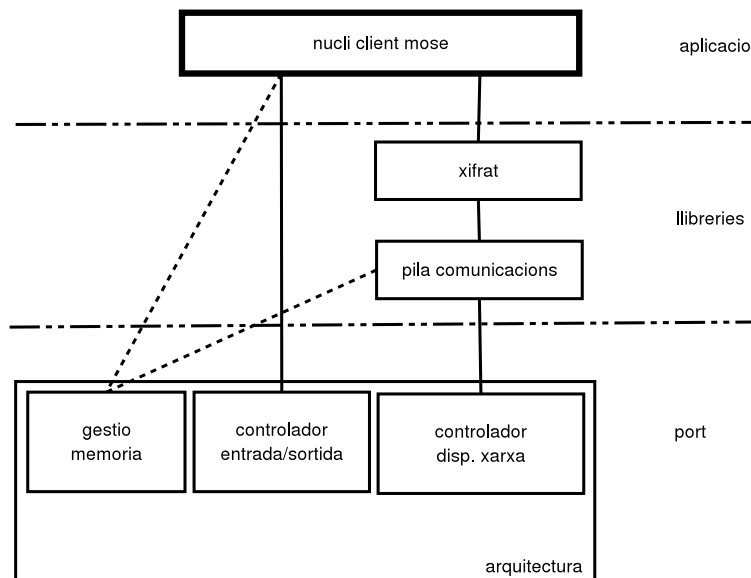 nucli client mose
aplicacio
xifrat
llibreries
pila comunicacions
gestio
memoria
controlador
entrada/sortida
controlador
disp. xarxa
port
arquitectura